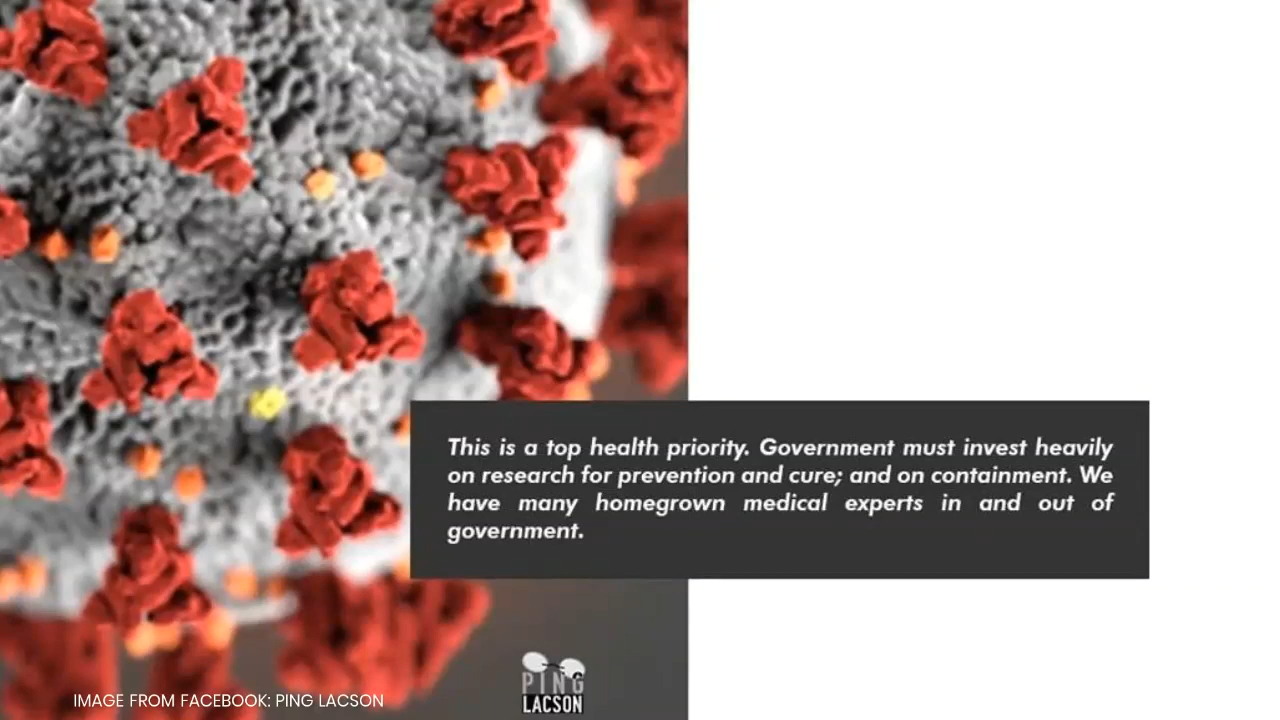 This is a top health priority. Government must invest heavily
on research for prevention and cure; and on containment. We
have many homegrown medical experts in and out of
government.
PING
LACSON
IMAGE FROM FACEBOOK: PING LACSON